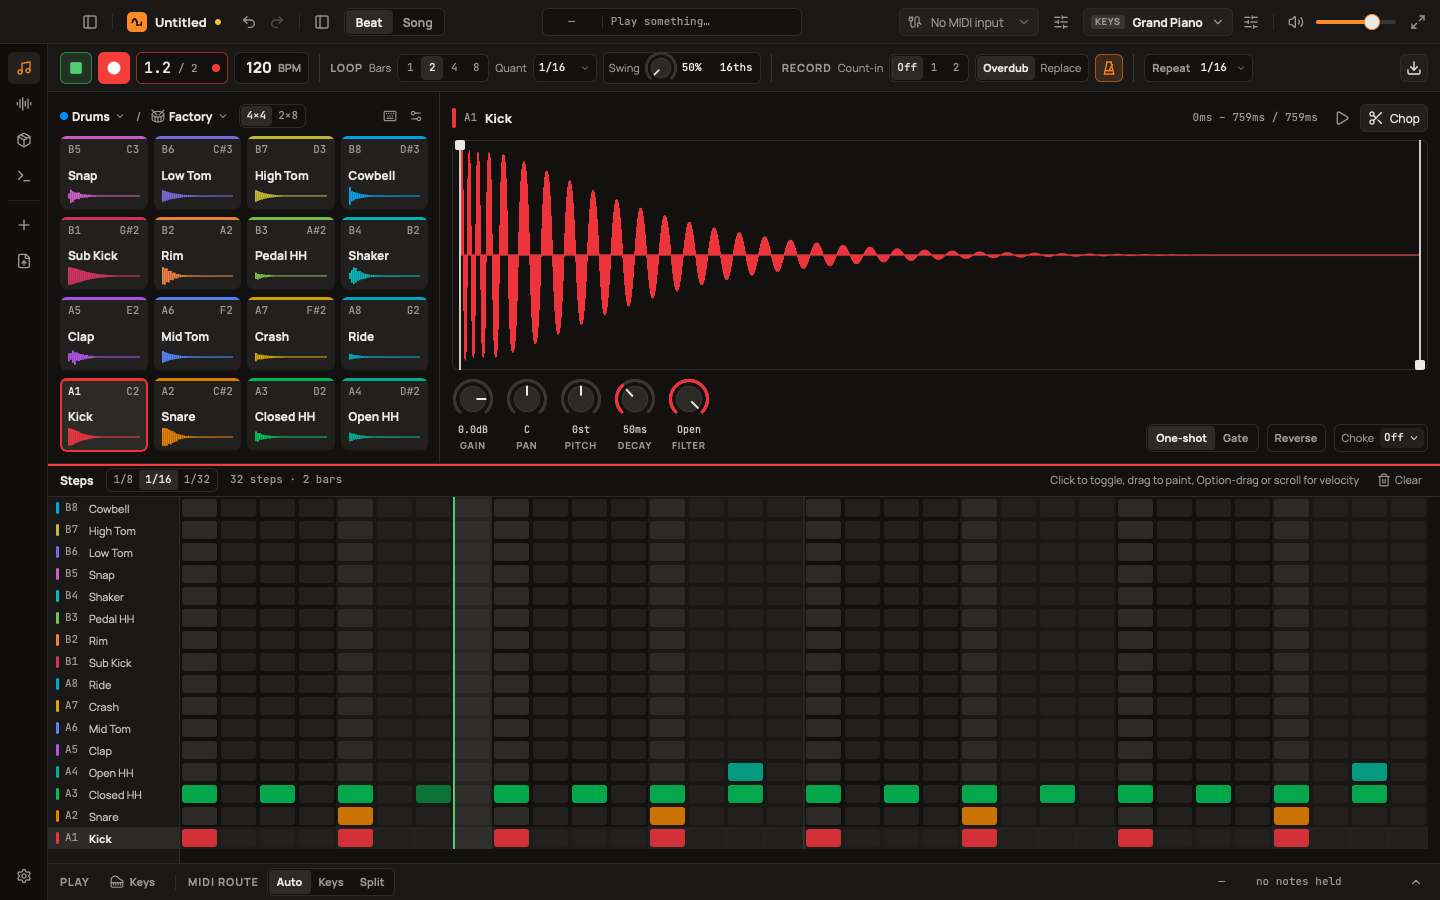 Untitled
Beat Song
– Play something…
No MIDI input
KEYS Grand Piano
1.2 / 2
120 BPM
LOOP Bars 1 2 4 8
Quant 1/16
Swing 50% 16ths
RECORD Count-in Off 1 2
Overdub Replace
Repeat 1/16
Drums / Factory 4×4 2×8
B5 C3
Snap
B6 C#3
Low Tom
B7 D3
High Tom
B8 D#3
Cowbell
B1 G#2
Sub Kick
B2 A2
Rim
B3 A#2
Pedal HH
B4 B2
Shaker
A5 E2
Clap
A6 F2
Mid Tom
A7 F#2
Crash
A8 G2
Ride
A1 C2
Kick
A2 C#2
Snare
A3 D2
Closed HH
A4 D#2
Open HH
A1 Kick
0ms – 759ms / 759ms
Chop
0.0dB C 0st 50ms Open
GAIN PAN PITCH DECAY FILTER
One-shot Gate
Reverse
Choke Off
Steps 1/8 1/16 1/32 32 steps · 2 bars
Click to toggle, drag to paint, Option-drag or scroll for velocity
Clear
B8 Cowbell
B7 High Tom
B6 Low Tom
B5 Snap
B4 Shaker
B3 Pedal HH
B2 Rim
B1 Sub Kick
A8 Ride
A7 Crash
A6 Mid Tom
A5 Clap
A4 Open HH
A3 Closed HH
A2 Snare
A1 Kick
PLAY Keys MIDI ROUTE Auto Keys Split
– no notes held